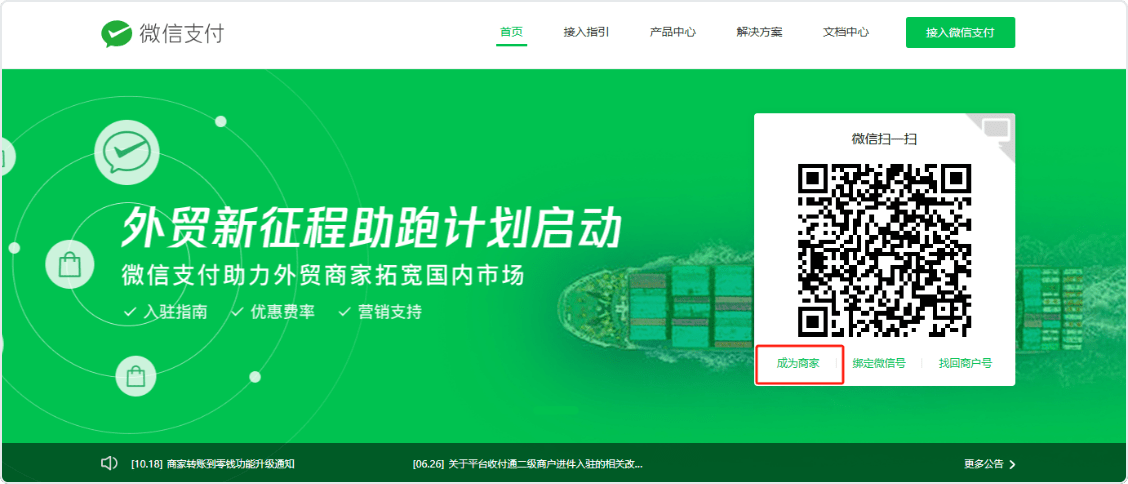 微信支付
首页 接入指引 产品中心 解决方案 文档中心 接入微信支付
微信扫一扫
外贸新征程助跑计划启动
微信支付助力外贸商家拓宽国内市场
入驻指南 优惠费率 营销支持
成为商家 绑定微信号 找回商户号
[10.18] 商家转账到零钱功能升级通知 [06.26] 关于平台收付通二级商户进件入驻的相关改... 更多公告